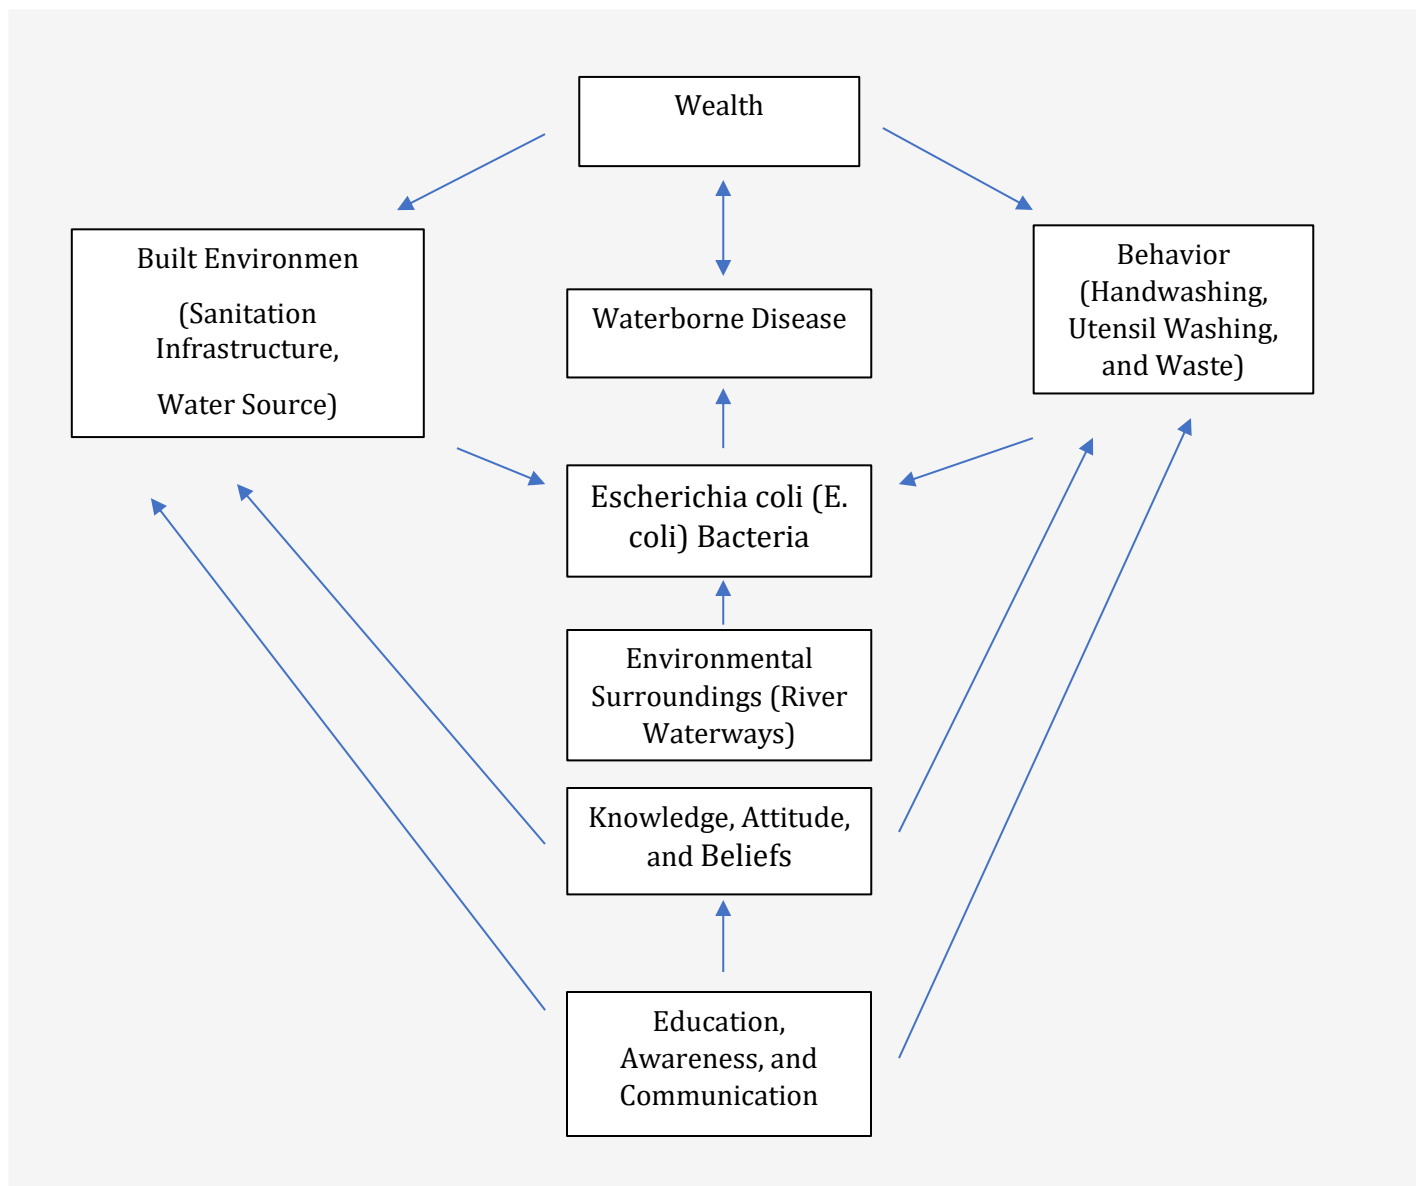 Wealth
Built Environmen
(Sanitation
Infrastructure,
Water Source)
Behavior
(Handwashing,
Utensil Washing,
and Waste)
Waterborne Disease
Escherichia coli (E.
coli) Bacteria
Environmental
Surroundings (River
Waterways)
Knowledge, Attitude,
and Beliefs
Education,
Awareness, and
Communication